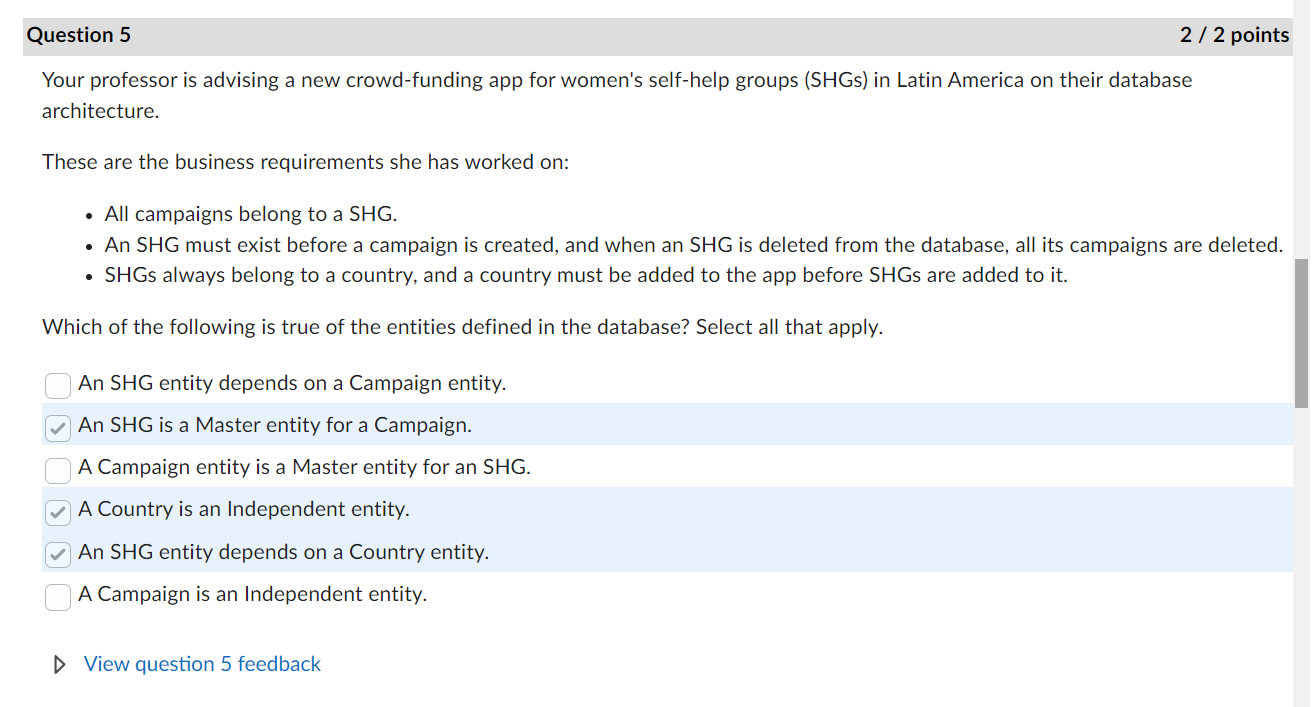 Question 5
2 / 2 points
Your professor is advising a new crowd-funding app for women's self-help groups (SHGs) in Latin America on their database
architecture.
These are the business requirements she has worked on:
• All campaigns belong to a SHG.
• An SHG must exist before a campaign is created, and when an SHG is deleted from the database, all its campaigns are deleted.
• SHGs always belong to a country, and a country must be added to the app before SHGs are added to it.
Which of the following is true of the entities defined in the database? Select all that apply.
An SHG entity depends on a Campaign entity.
An SHG is a Master entity for a Campaign.
A Campaign entity is a Master entity for an SHG.
A Country is an Independent entity.
An SHG entity depends on a Country entity.
A Campaign is an Independent entity.
View question 5 feedback